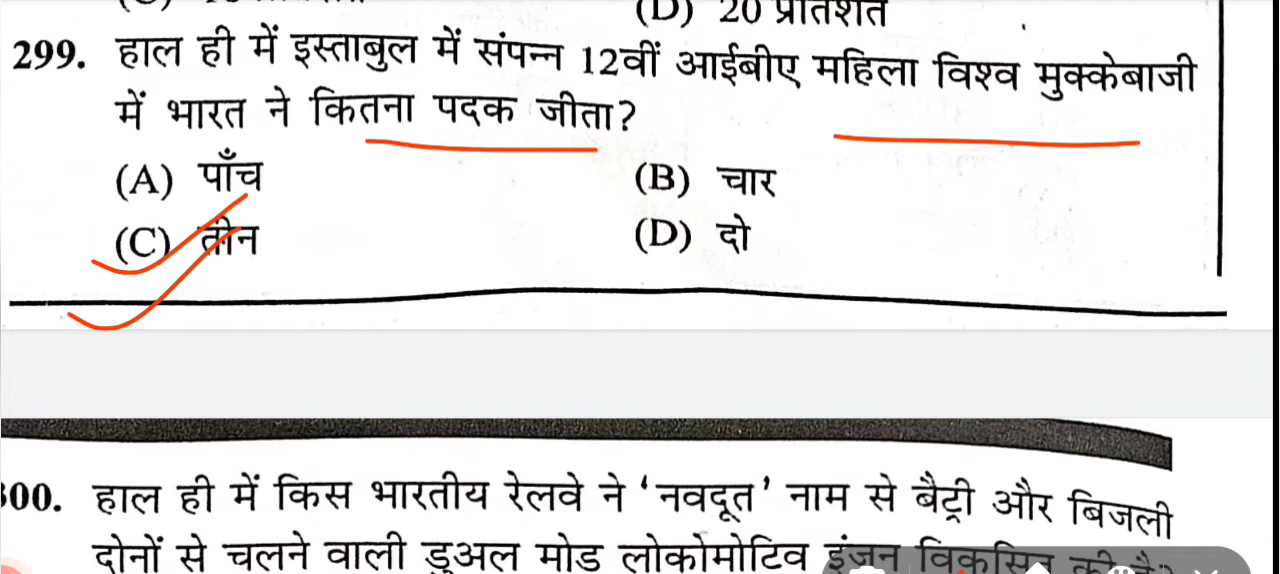 (D) 20 प्रतिशत
299. हाल ही में इस्ताबुल में संपन्न 12वीं आईबीए महिला विश्व मुक्केबाजी
में भारत ने कितना पदक जीता?
(A) पाँच (B) चार
(C) तीन (D) दो
300. हाल ही में किस भारतीय रेलवे ने ‘नवदूत’ नाम से बैट्री और बिजली
दोनों से चलने वाली डुअल मोड लोकोमोटिव इंजन